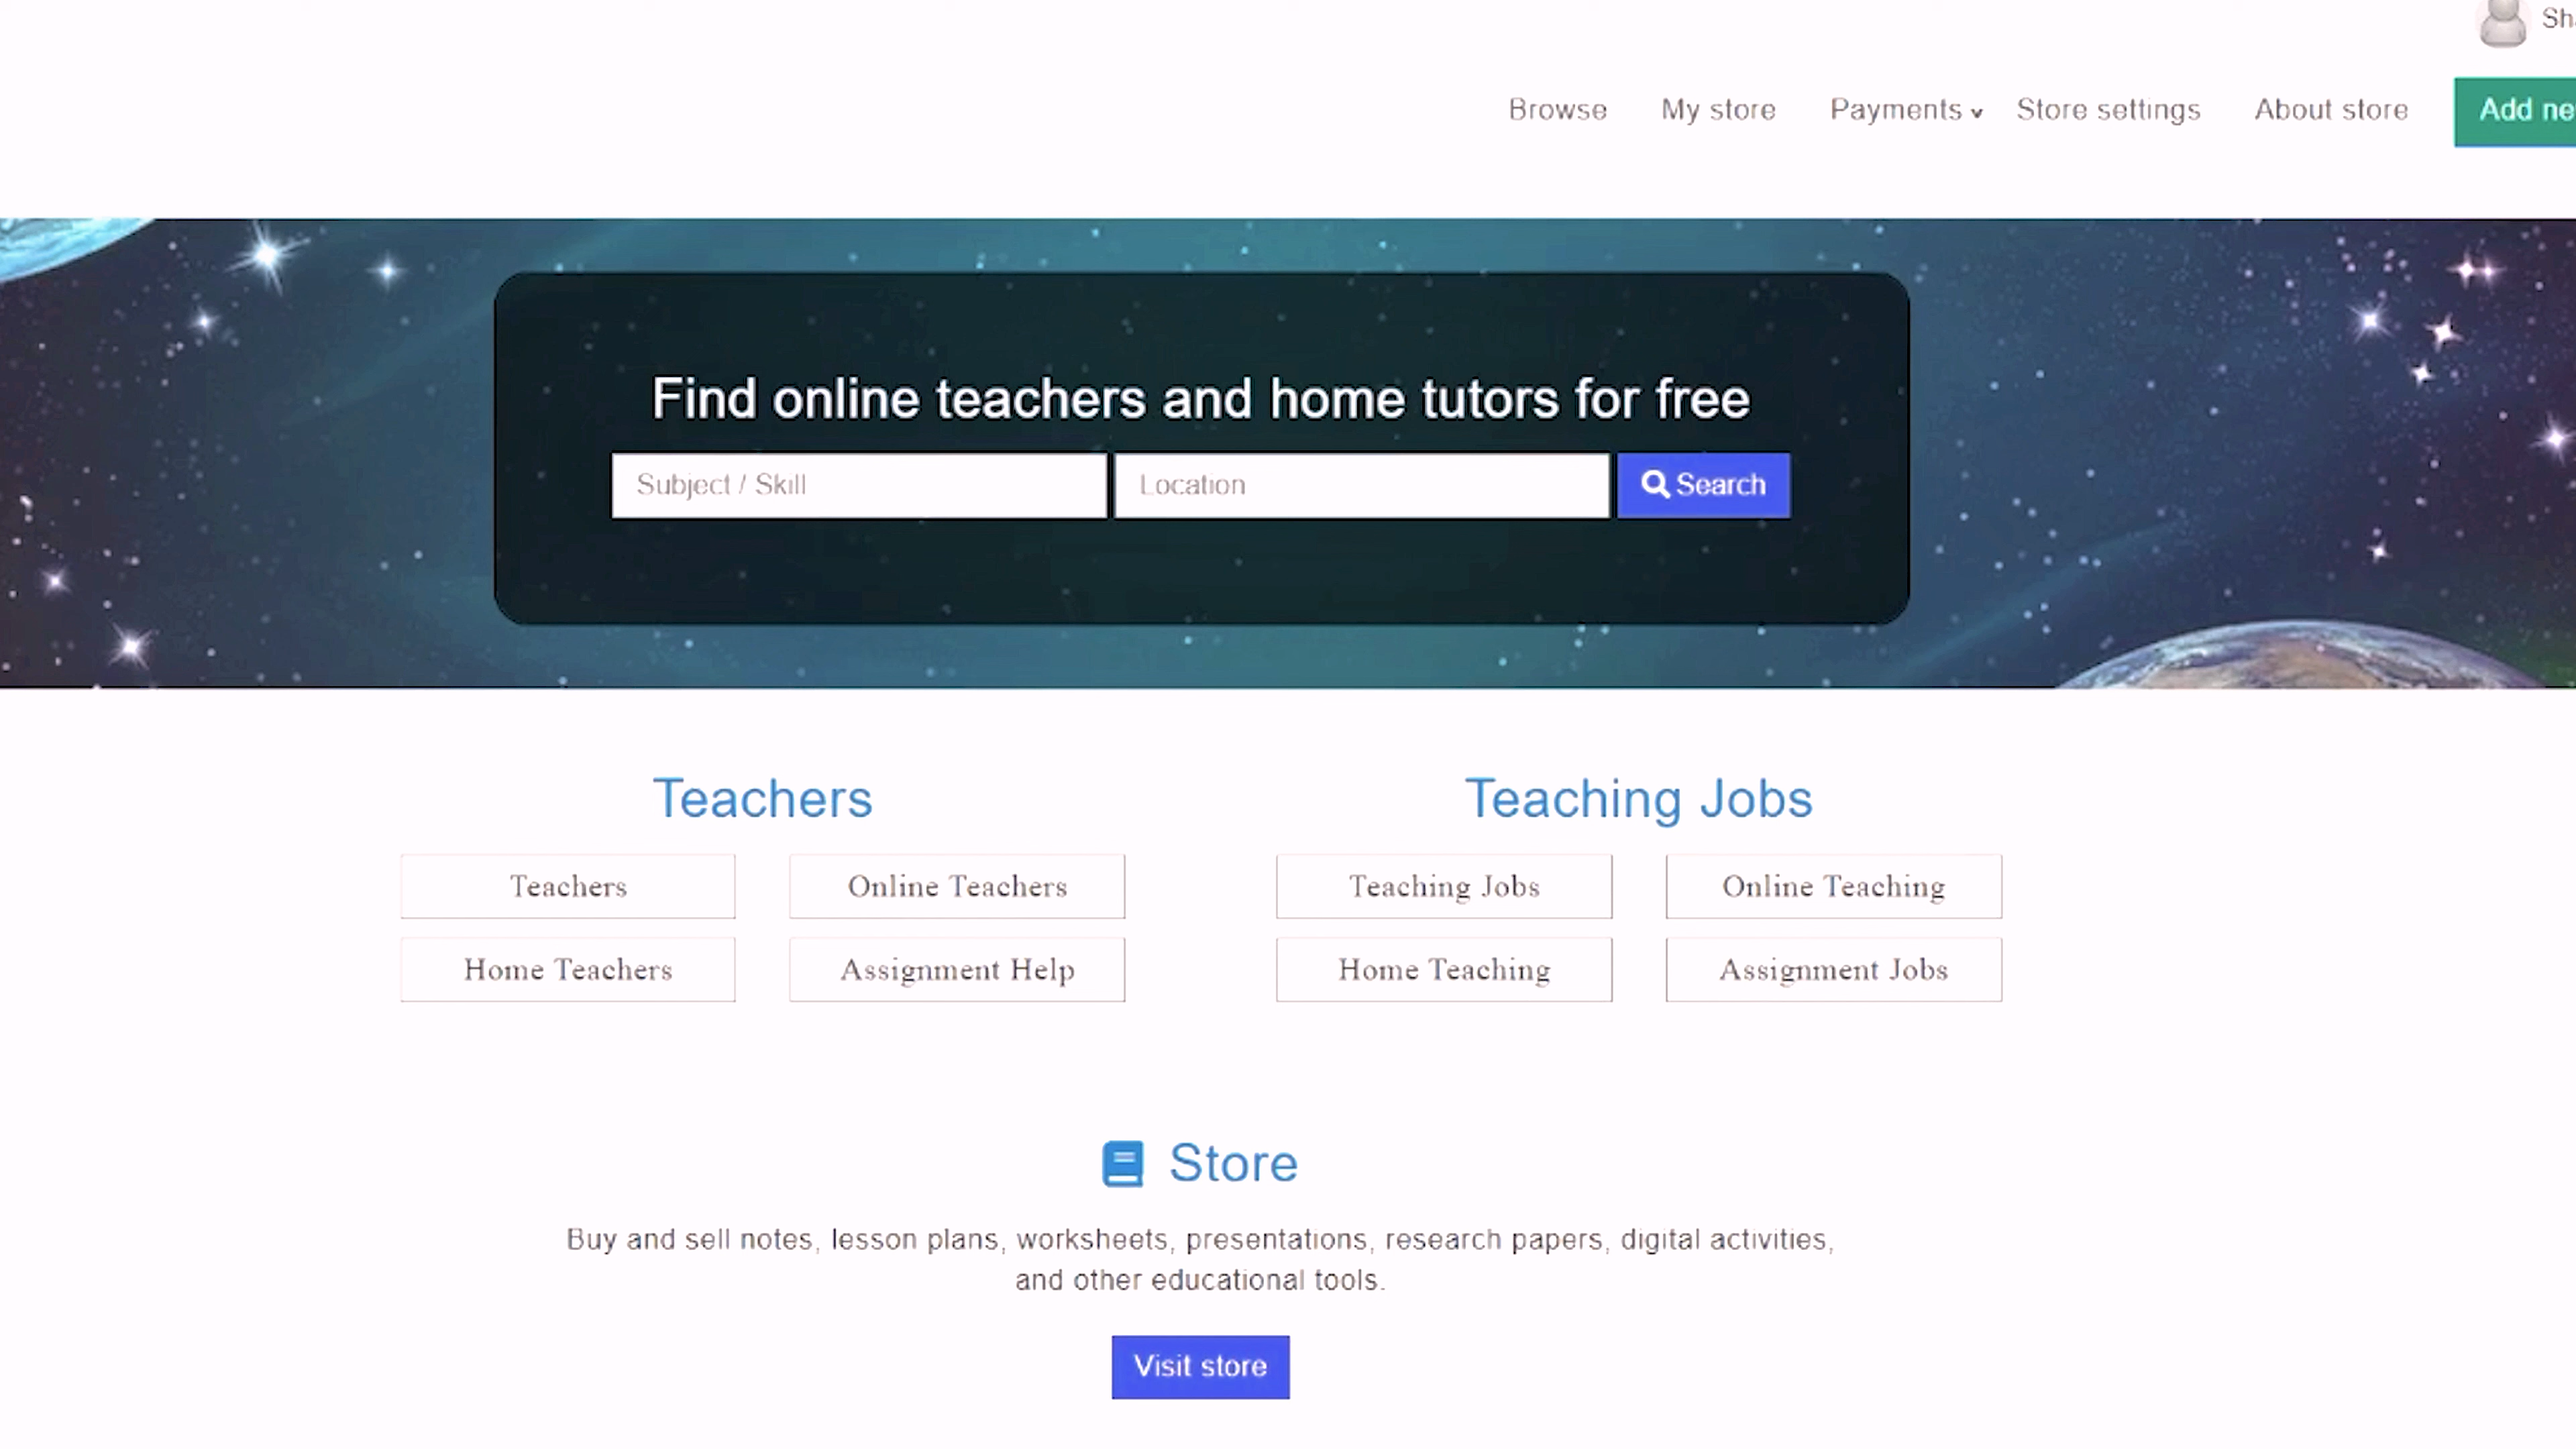 Browse My store Payments Store settings About store Add
Find online teachers and home tutors for free
Subject / Skill Location Search
Teachers Teaching Jobs
Teachers Online Teachers Teaching Jobs Online Teaching
Home Teachers Assignment Help Home Teaching Assignment Jobs
Store
Buy and sell notes, lesson plans, worksheets, presentations, research papers, digital activities,
and other educational tools.
Visit store